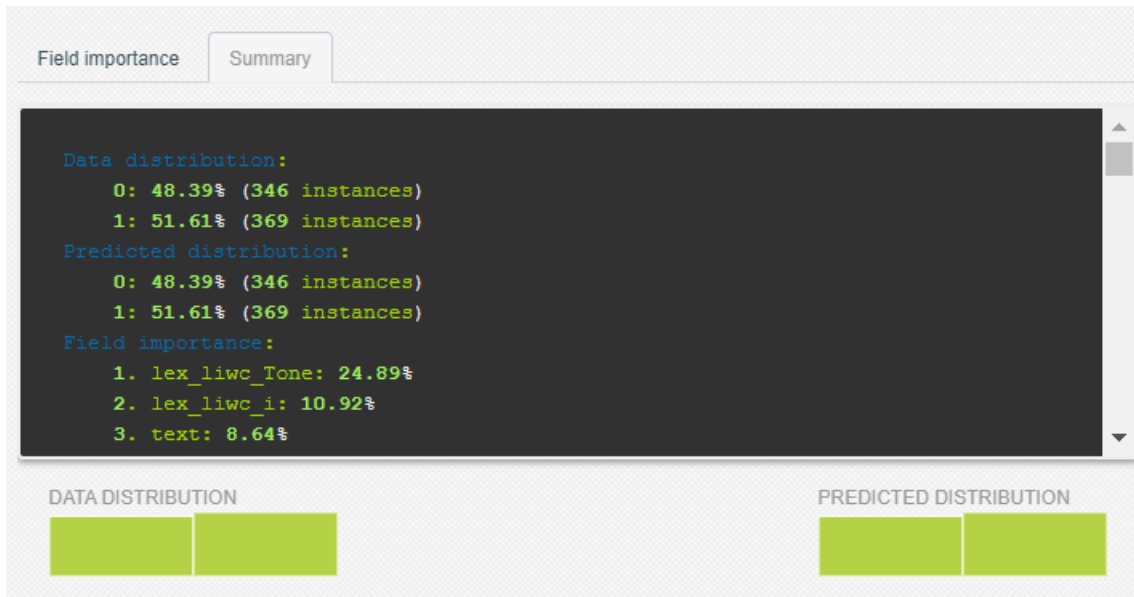 Field importance
Summary
Data distribution:
0: 48.39% (346 instances)
1: 51.61% (369 instances)
Predicted distribution:
0: 48.39% (346 instances)
1: 51.61% (369 instances)
Field importance:
1. lex_liwc_Tone: 24.89%
2. lex_liwc_i: 10.92%
3. text: 8.64%
DATA DISTRIBUTION
PREDICTED DISTRIBUTION